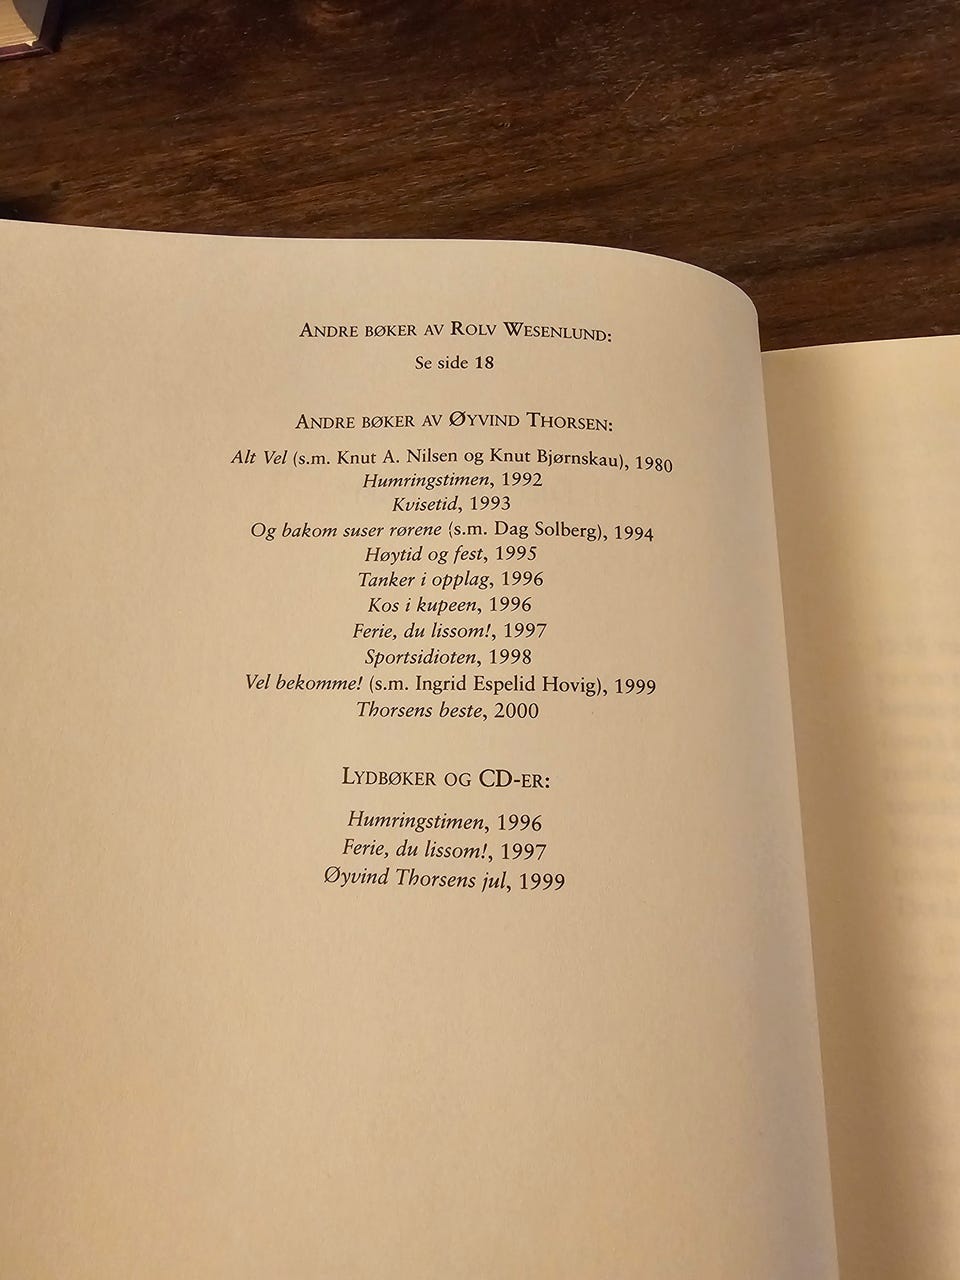 ANDRE BØKER AV ROLV WESENLUND:
Se side 18
ANDRE BØKER AV ØYVIND THORSEN:
Alt Vel (s.m. Knut A. Nilsen og Knut Bjørnskau), 1980
Humringstimen, 1992
Kvisetid, 1993
Og bakom suser rørene (s.m. Dag Solberg), 1994
Høytid og fest, 1995
Tanker i opplag, 1996
Kos i kupeen, 1996
Ferie, du lissom!, 1997
Sportsidioten, 1998
Vel bekomme! (s.m. Ingrid Espelid Hovig), 1999
Thorsens beste, 2000
LYDBØKER OG CD-ER:
Humringstimen, 1996
Ferie, du lissom!, 1997
Øyvind Thorsens jul, 1999